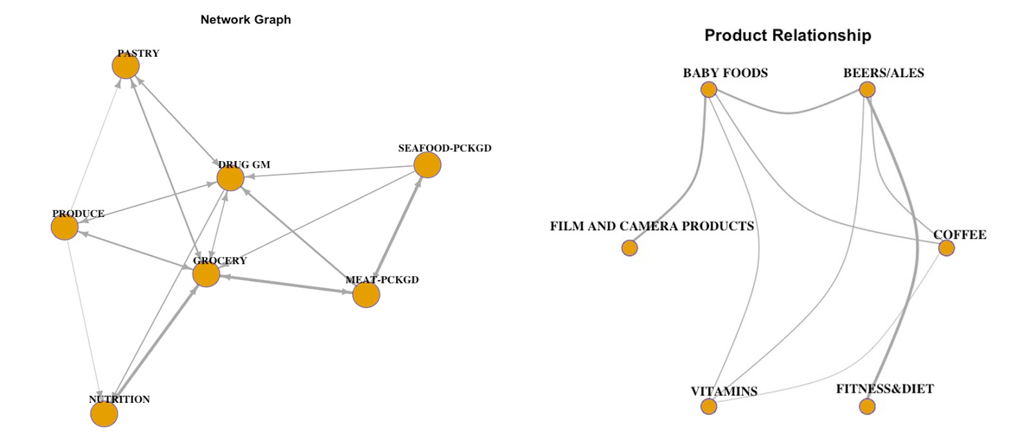 Network Graph
PASTRY
DRUG GM
SEAFOOD-PCKGD
PRODUCE
GROCERY
MEAT-PCKGD
NUTRITION
Product Relationship
BABY FOODS
BEERS/ALES
FILM AND CAMERA PRODUCTS
COFFEE
VITAMINS
FITNESS&DIET